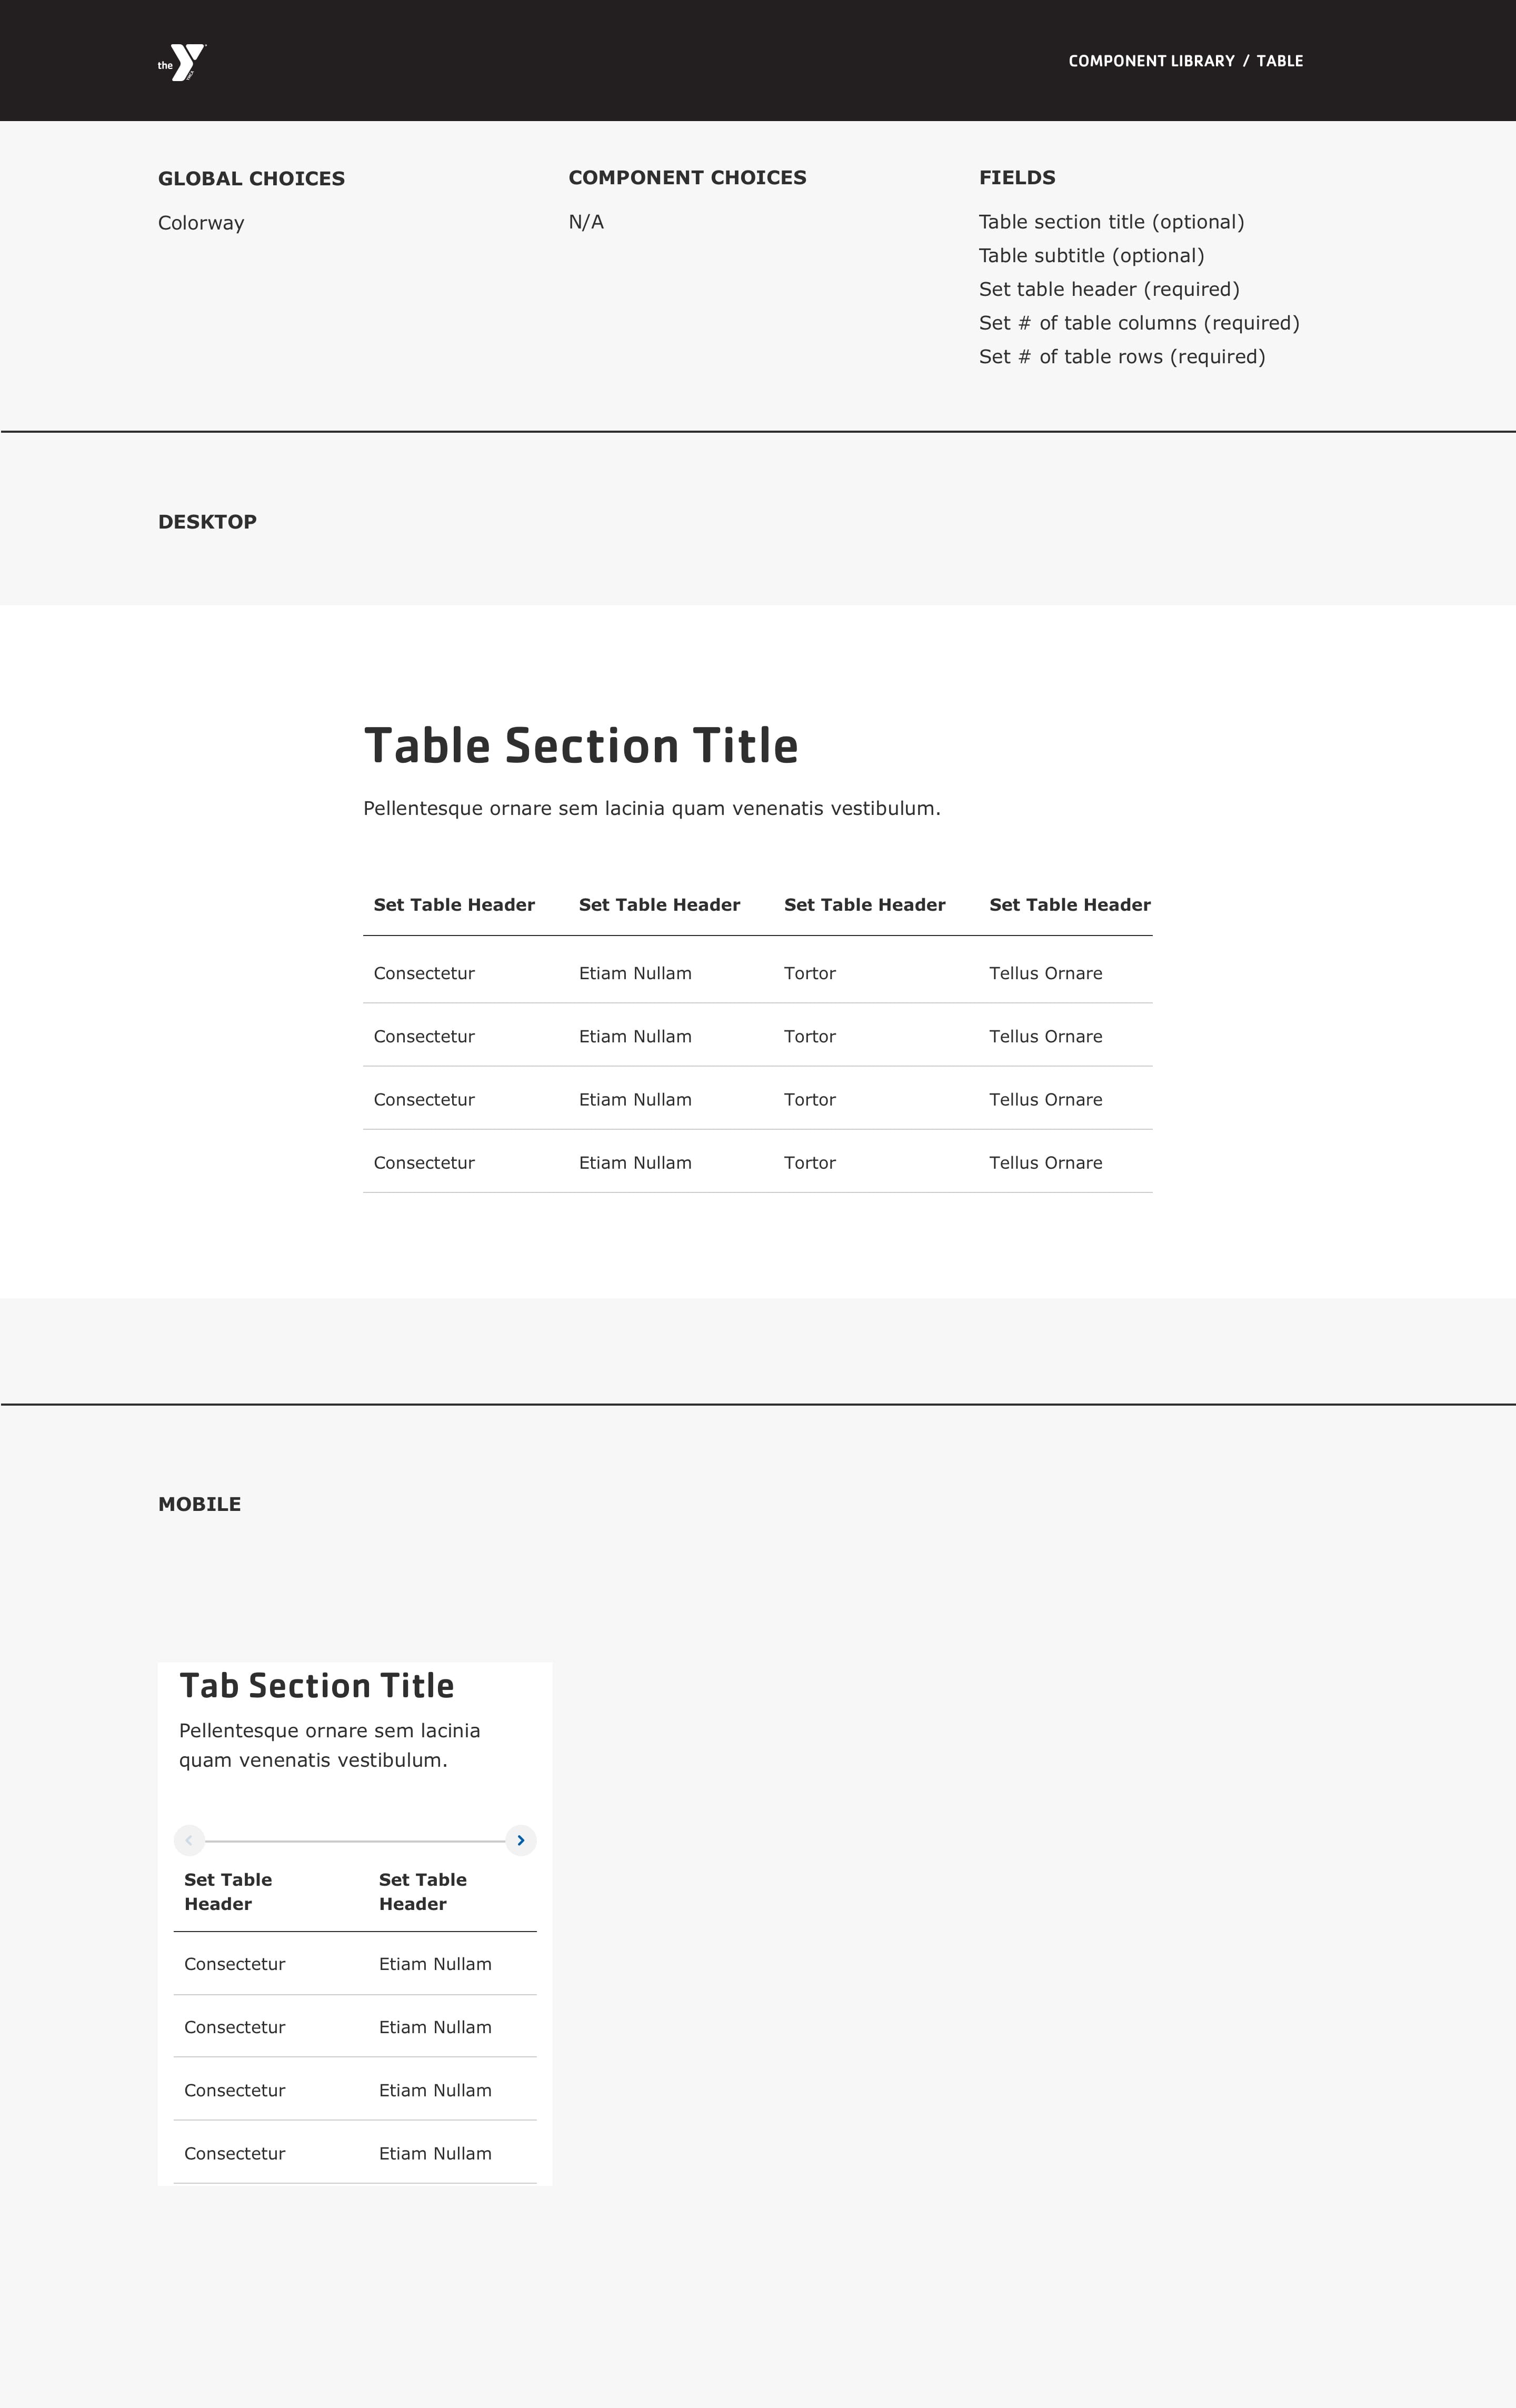 the Y
COMPONENT LIBRARY / TABLE
GLOBAL CHOICES
Colorway
COMPONENT CHOICES
N/A
FIELDS
Table section title (optional)
Table subtitle (optional)
Set table header (required)
Set # of table columns (required)
Set # of table rows (required)
DESKTOP
Table Section Title
Pellentesque ornare sem lacinia quam venenatis vestibulum.
Set Table Header Set Table Header Set Table Header Set Table Header
Consectetur Etiam Nullam Tortor Tellus Ornare
Consectetur Etiam Nullam Tortor Tellus Ornare
Consectetur Etiam Nullam Tortor Tellus Ornare
Consectetur Etiam Nullam Tortor Tellus Ornare
MOBILE
Tab Section Title
Pellentesque ornare sem lacinia
quam venenatis vestibulum.
Set Table Set Table
Header Header
Consectetur Etiam Nullam
Consectetur Etiam Nullam
Consectetur Etiam Nullam
Consectetur Etiam Nullam